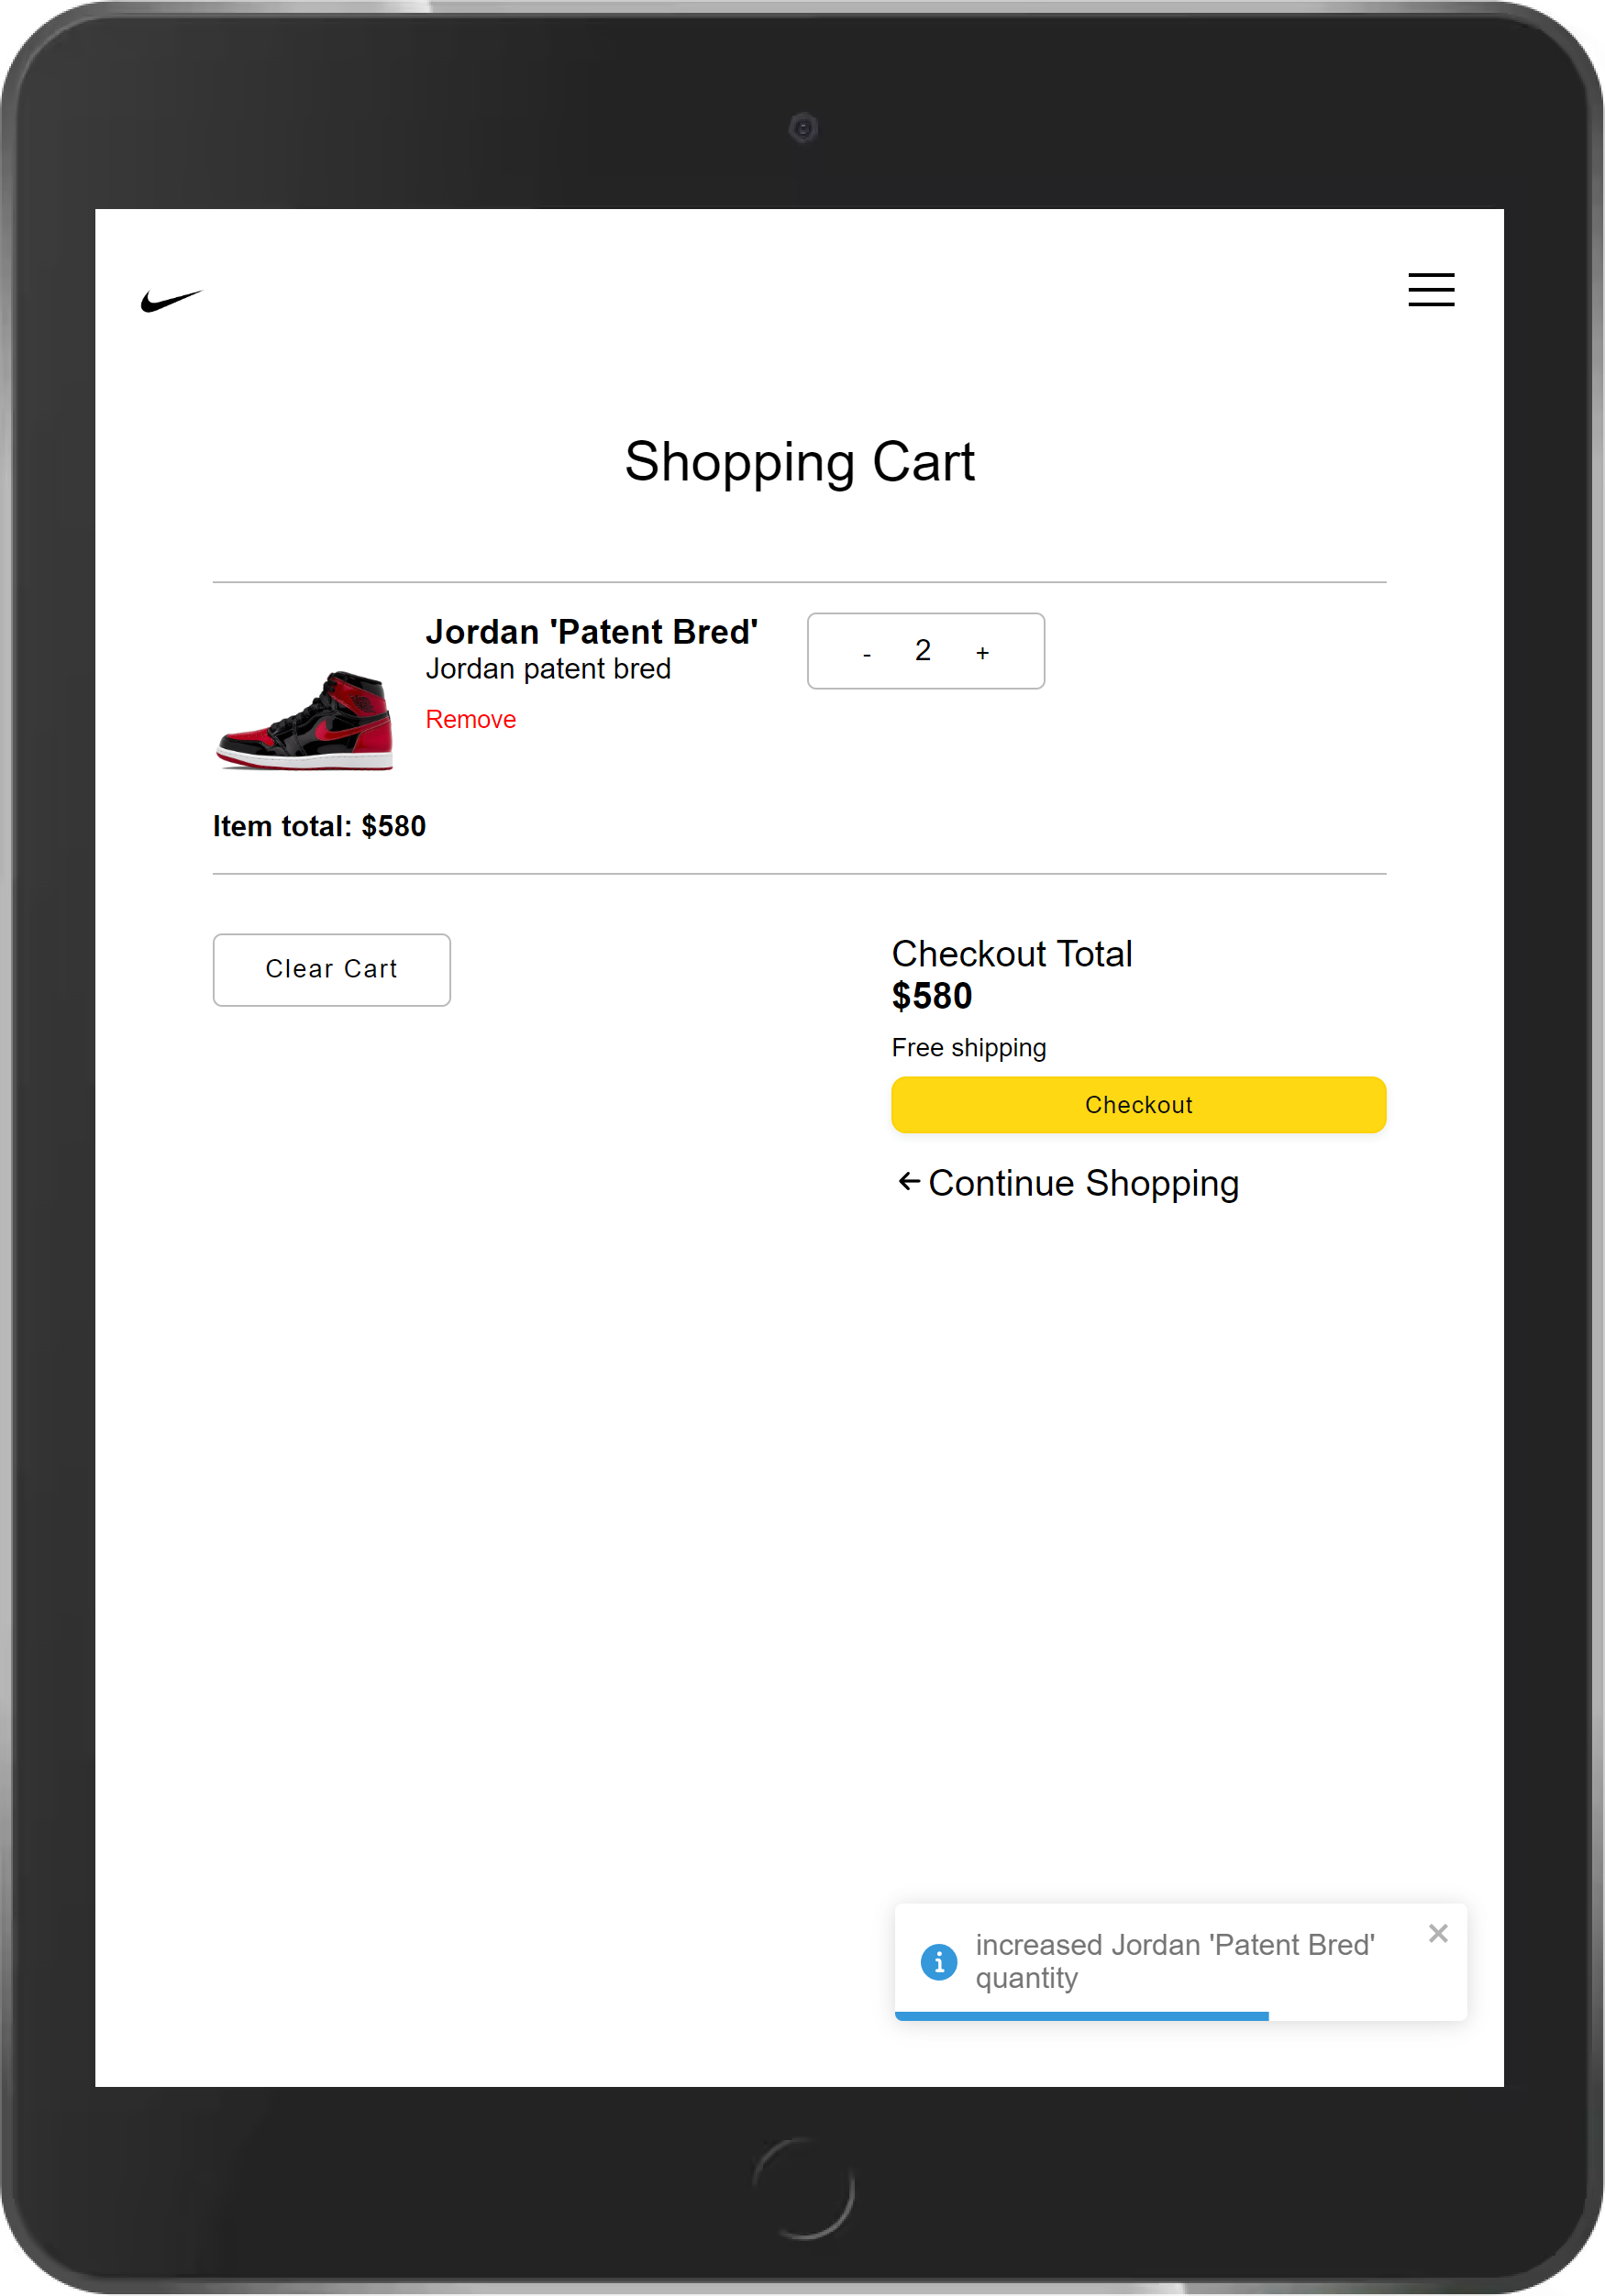 Shopping Cart
Jordan 'Patent Bred'
- 2 +
Jordan patent bred
Remove
Item total: $580
Clear Cart
Checkout Total
$580
Free shipping
Checkout
Continue Shopping
increased Jordan 'Patent Bred'
quantity